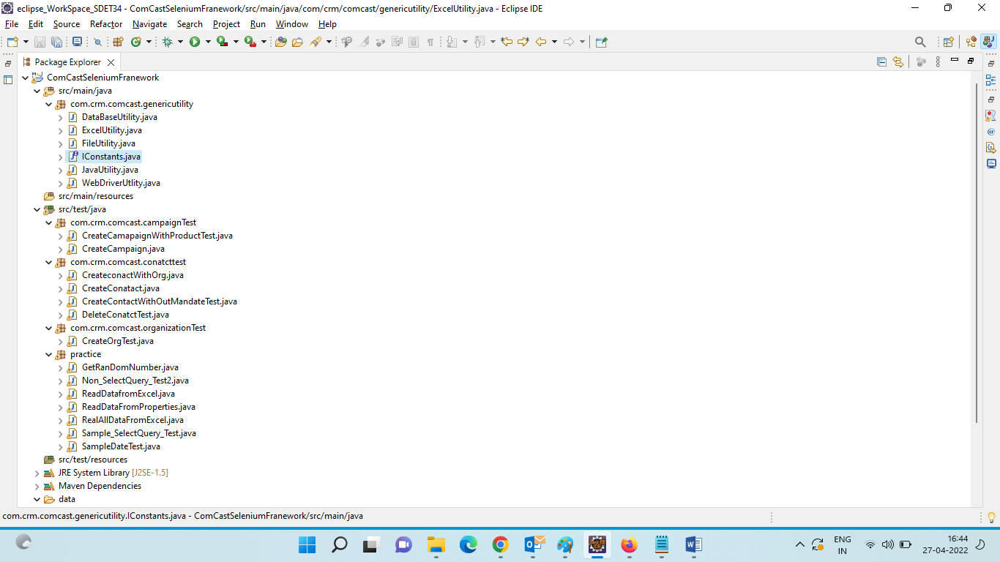 eclipse_WorkSpace_SDET34 - ComCastSeleniumFranework/src/main/java/com/crm/comcast/genericutility/ExcelUtility.java - Eclipse IDE
File Edit Source Refactor Navigate Search Project Run Window Help
Package Explorer
ComCastSeleniumFranework
src/main/java
com.crm.comcast.genericutility
DataBaseUtility.java
ExcelUtility.java
FileUtility.java
IConstants.java
JavaUtility.java
WebDriverUtlity.java
src/main/resources
src/test/java
com.crm.comcast.campaignTest
CreateCamapaignWithProductTest.java
CreateCampaign.java
com.crm.comcast.conatcttest
CreateconactWithOrg.java
CreateConatact.java
CreateContactWithOutMandateTest.java
DeleteConatctTest.java
com.crm.comcast.organizationTest
CreateOrgTest.java
practice
GetRanDomNumber.java
Non_SelectQuery_Test2.java
ReadDatafromExcel.java
ReadDataFromProperties.java
RealAllDataFromExcel.java
Sample_SelectQuery_Test.java
SampleDateTest.java
src/test/resources
JRE System Library [J2SE-1.5]
Maven Dependencies
data
com.crm.comcast.genericutility.IConstants.java - ComCastSeleniumFranework/src/main/java
ENG
IN
16:44
27-04-2022